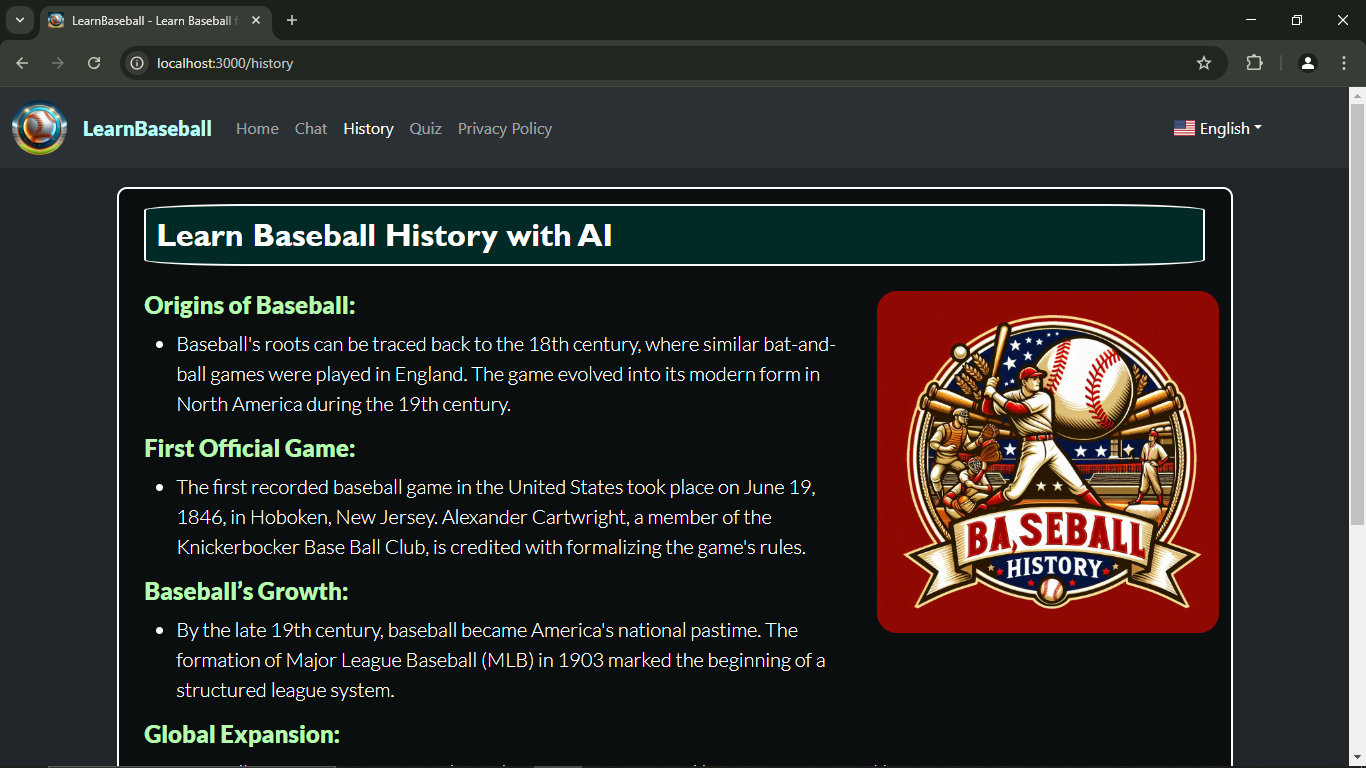 LearnBaseball - Learn Baseball f
localhost:3000/history
LearnBaseball
Home
Chat
History
Quiz
Privacy Policy
English
Learn Baseball History with AI
Origins of Baseball:
Baseball's roots can be traced back to the 18th century, where similar bat-and-
ball games were played in England. The game evolved into its modern form in
North America during the 19th century.
First Official Game:
The first recorded baseball game in the United States took place on June 19,
1846, in Hoboken, New Jersey. Alexander Cartwright, a member of the
Knickerbocker Base Ball Club, is credited with formalizing the game's rules.
Baseball’s Growth:
By the late 19th century, baseball became America's national pastime. The
formation of Major League Baseball (MLB) in 1903 marked the beginning of a
structured league system.
Global Expansion:
BA,SEBALL
HISTORY